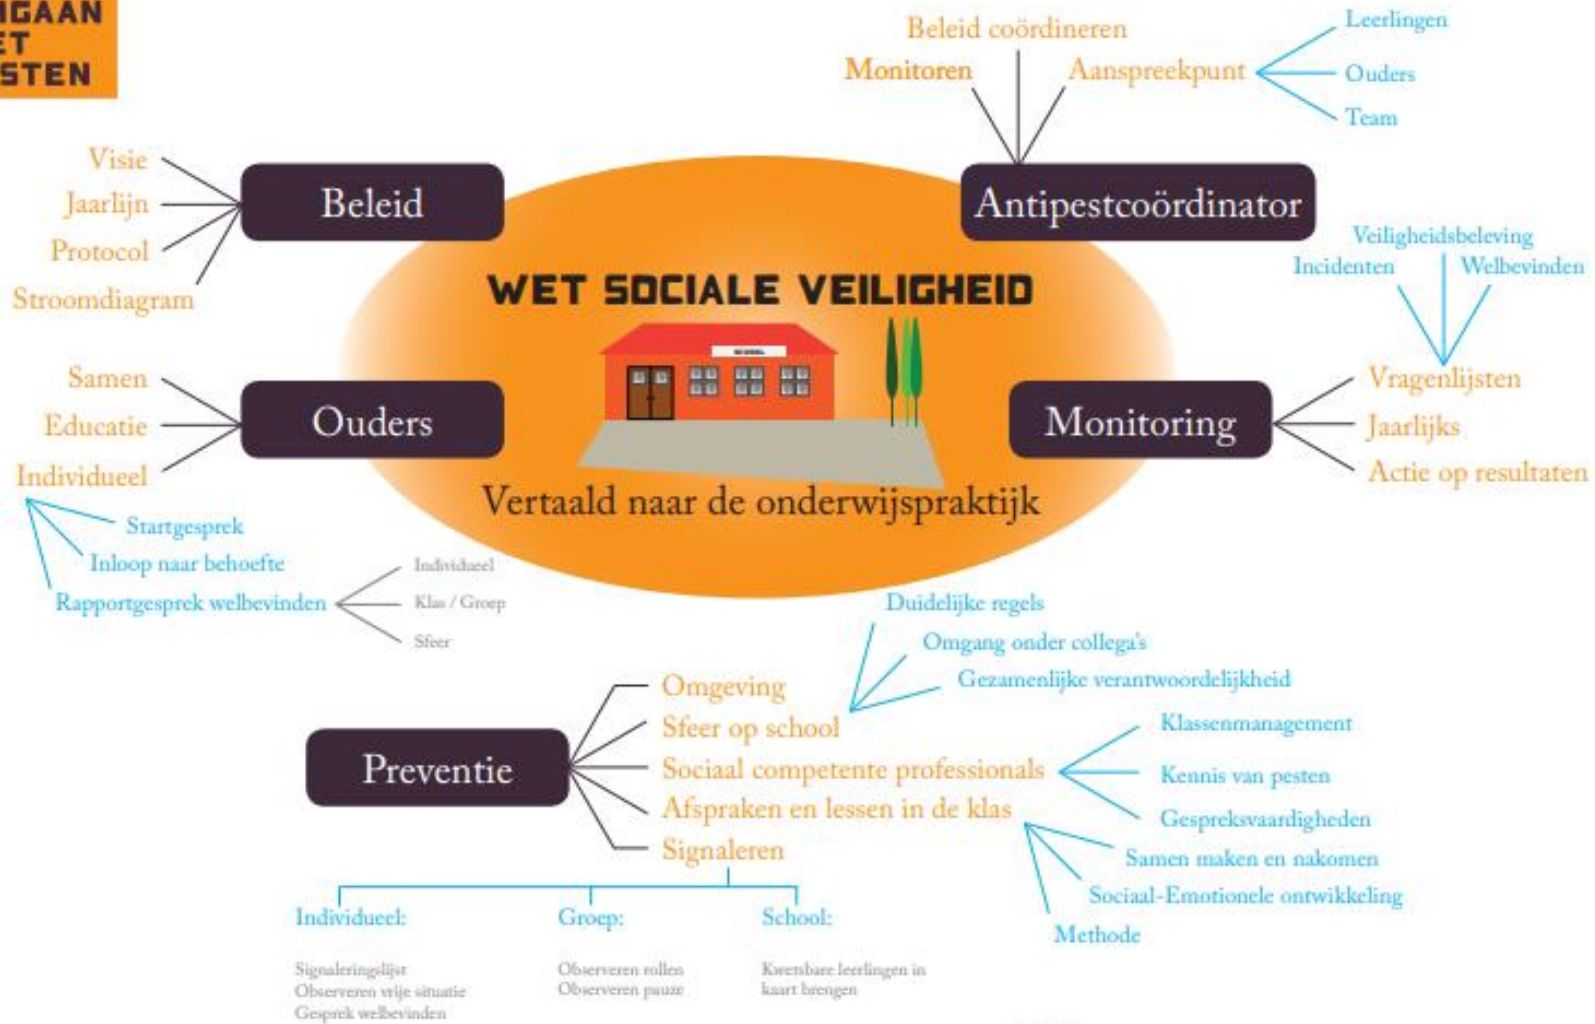 MGAAN
ET
STEN
Beleid coördineren
Monitoren
Aanspreekpunt
Leerlingen
Ouders
Team
Antipestcoördinator
Visie
Jaarlijn
Protocol
Stroomdiagram
Beleid
WET SOCIALE VEILIGHEID
SCHOOL
Vertaald naar de onderwijspraktijk
Veiligheidsbeleving
Incidenten
Welbevinden
Vragenlijsten
Jaarlijks
Actie op resultaten
Monitoring
Samen
Educatie
Individueel
Ouders
Startgesprek
Inloop naar behoefte
Rapportgesprek welbevinden
Individueel
Klas / Groep
Sfeer
Preventie
Omgeving
Sfeer op school
Sociaal competente professionals
Afspraken en lessen in de klas
Signaleren
Duidelijke regels
Omgang onder collega's
Gezamenlijke verantwoordelijkheid
Klassenmanagement
Kennis van pesten
Gespreksvaardigheden
Samen maken en nakomen
Sociaal-Emotionele ontwikkeling
Methode
Individueel:
Signaleringslijst
Observeren vrije situatie
Gesprek welbevinden
Groep:
Observeren rollen
Observeren pauze
School:
Kwetsbare leerlingen in
kaart brengen